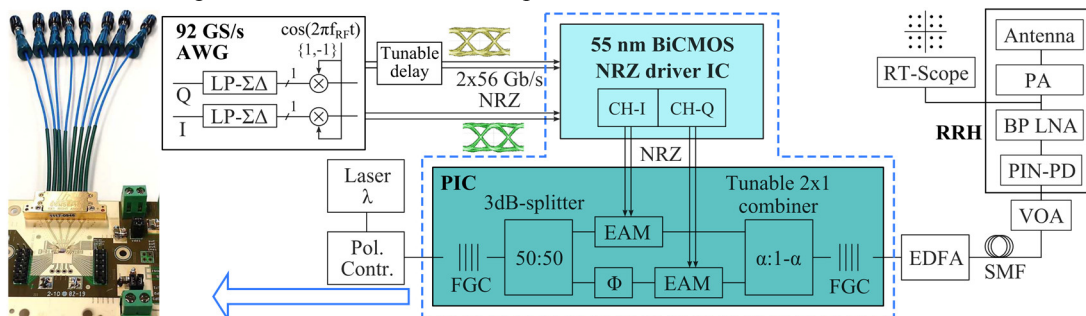 92 GS/s
AWG
cos(2πf_RFt)
{1,-1}
Q
LP-ΣΔ
1
I
LP-ΣΔ
1
Tunable
delay
2x56 Gb/s
NRZ
55 nm BiCMOS
NRZ driver IC
CH-I
CH-Q
NRZ
RT-Scope
Antenna
PA
RRH
BP LNA
PIN-PD
VOA
Laser
λ
Pol.
Contr.
PIC
3dB-splitter
Tunable 2x1
combiner
FGC
50:50
EAM
Φ
EAM
α:1-α
FGC
EDFA
SMF